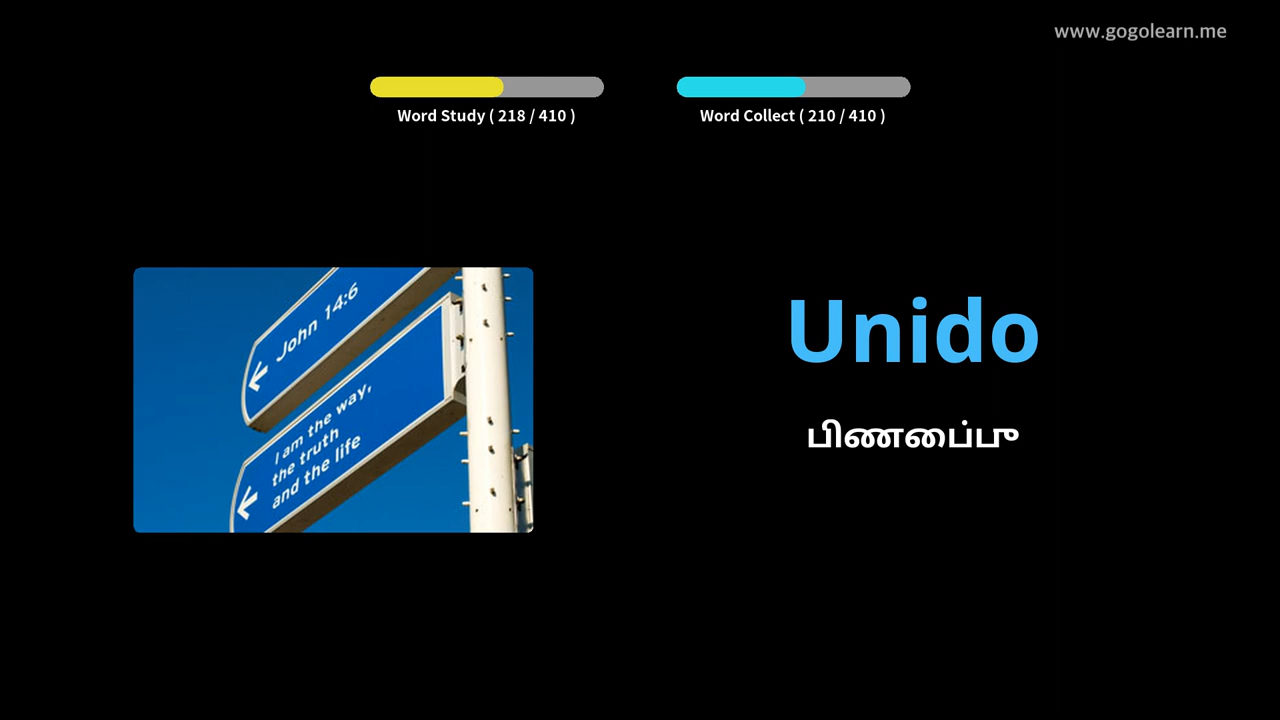 www.gogolearn.me
Word Study ( 218 / 410 )
Word Collect ( 210 / 410 )
John 14:6
I am the way,
the truth
and the life
Unido
பிணைப்பு